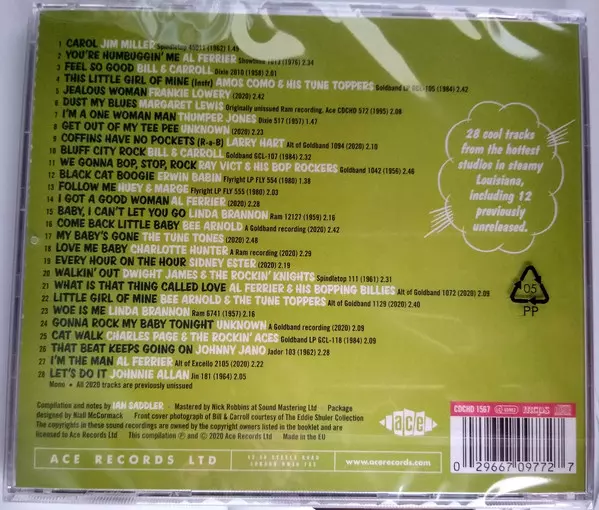 1 CAROL JIM MILLER Spindletop (1962) 1.45
2 YOU'RE HUMBUGGIN' ME AL FERRIER Showtime (1976) 2.34
3 FEEL SO GOOD BILL & CARROLL Dixie 2010 (1958) 2.01
4 THIS LITTLE GIRL OF MINE (Instr) AMOS COMO & HIS TUNE TOPPERS Goldband LP (1984) 2.42
5 JEALOUS WOMAN FRANKIE LOWERY (2020) 2.42
6 DUST MY BLUES MARGARET LEWIS Originally unissued Ram recording. Ace CDCHD 572 (1995) 2.08
7 I'M A ONE WOMAN MAN THUMPER JONES Dixie 517 (1957) 1.47
8 GET OUT OF MY TEE PEE UNKNOWN (2020) 2.23
9 COFFINS HAVE NO POCKETS (R-a-B) LARRY HART Alt of Goldband 1094 (2020) 2.10
10 BLUFF CITY ROCK BILL & CARROLL Goldband GCL-107 (1984) 2.32
11 WE GONNA BOP, STOP, ROCK RAY VICT & HIS BOP ROCKERS Goldband 1042 (1956) 2.46
12 BLACK CAT BOOGIE ERWIN BABIN Flyright LP FLY 554 (1980) 1.38
13 FOLLOW ME HUEY & MARGE Flyright LP FLY 555 (1980) 2.03
14 I GOT A GOOD WOMAN AL FERRIER (2020) 2.28
15 BABY, I CAN'T LET YOU GO LINDA BRANNON Ram 12127 (1959) 2.16
16 COME BACK LITTLE BABY BEE ARNOLD A Goldband recording (2020) 2.42
17 MY BABY'S GONE THE TUNE TONES (2020) 2.48
18 LOVE ME BABY CHARLOTTE HUNTER A Ram recording (2020) 2.29
19 EVERY HOUR ON THE HOUR SIDNEY ESTER (2020) 2.19
20 WALKIN' OUT DWIGHT JAMES & THE ROCKIN' KNIGHTS Spindletop 111 (1961) 2.31
21 WHAT IS THAT THING CALLED LOVE AL FERRIER & HIS BOPPING BILLIES Alt of Goldband 1072 (2020) 2.09
22 LITTLE GIRL OF MINE BEE ARNOLD & THE TUNE TOPPERS Alt of Goldband 1129 (2020) 2.40
23 WOE IS ME LINDA BRANNON Ram 6741 (1957) 2.16
24 GONNA ROCK MY BABY TONIGHT UNKNOWN A Goldband recording (2020) 2.09
25 CAT WALK CHARLES PAGE & THE ROCKIN' ACES Goldband LP GCL-118 (1984) 2.09
26 THAT BEAT KEEPS GOING ON JOHNNY JANO Jador 103 (1962) 2.28
27 I'M THE MAN AL FERRIER Alt of Excello 2105 (2020) 2.22
28 LET'S DO IT JOHNNIE ALLAN Jin 181 (1964) 2.05
Mono • All 2020 tracks are previously unissued
28 cool tracks
from the hottest
studios in steamy
Louisiana,
including 12
previously
unreleased.
05
PP
Compilation and notes by IAN SADDLER • Mastered by Nick Robbins at Sound Mastering Ltd • Package
designed by Niall McCormack Front cover photograph of Bill & Carroll courtesy of The Eddie Shuler Collection
The copyrights in these sound recordings are owned by the copyright owners listed in the booklet and are
licensed to Ace Records Ltd This compilation ℗ and © 2020 Ace Records Ltd Made in the EU
ace
CDCHD 1567
mcps
ACE RECORDS LTD
www.acerecords.com
0 29667 09772 7